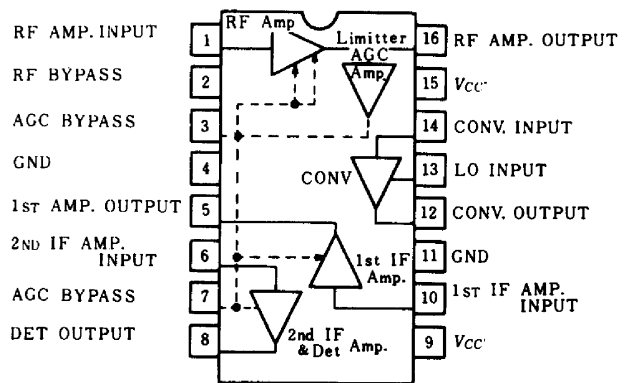 RF AMP. INPUT
RF BYPASS
AGC BYPASS
GND
1ST AMP. OUTPUT
2ND IF AMP.
INPUT
AGC BYPASS
DET OUTPUT
1
2
3
4
5
6
7
8
RF Amp
Limitter
AGC
Amp.
CONV
1st IF
Amp.
2nd IF
& Det Amp.
16
15
14
13
12
11
10
9
RF AMP. OUTPUT
Vcc
CONV. INPUT
LO INPUT
CONV. OUTPUT
GND
1ST IF AMP.
INPUT
Vcc